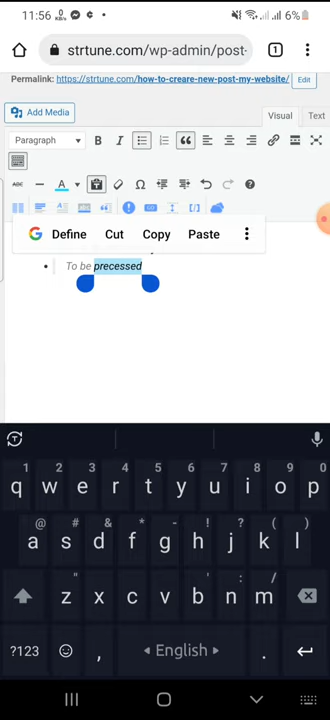 11:56 KB/s 6%
strtune.com/wp-admin/post- 1
Permalink: https://strtune.com/how-to-creare-new-post-my-website/ Edit
Add Media Visual Text
Paragraph B I
ABC A Ω
Define Cut Copy Paste
To be precessed
1 2 3 4 5 6 7 8 9 0
q w e r t y u i o p
@ # & * - ! ? ( )
a s d f g h j k l
" ' : ; /
z x c v b n m
?123 , English .